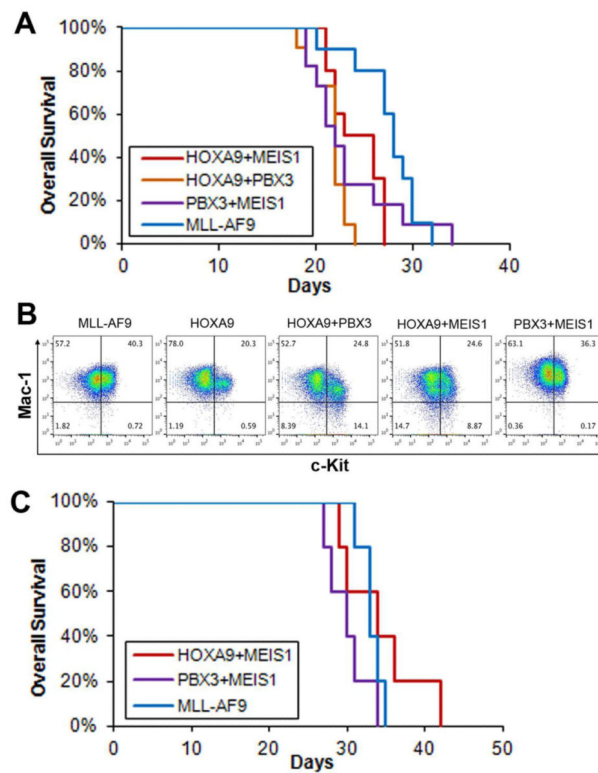 A
Overall Survival
100%
80%
60%
40%
20%
0%
HOXA9+MEIS1
HOXA9+PBX3
PBX3+MEIS1
MLL-AF9
0 10 20 30 40
Days
B
MLL-AF9 HOXA9 HOXA9+PBX3 HOXA9+MEIS1 PBX3+MEIS1
57.2 40.3 78.0 20.3 52.7 24.8 51.8 24.6 63.1 36.3
Mac-1
1.82 0.72 1.19 0.59 8.39 14.1 14.7 8.87 0.36 0.17
c-Kit
C
Overall Survival
100%
80%
60%
40%
20%
0%
HOXA9+MEIS1
PBX3+MEIS1
MLL-AF9
0 10 20 30 40 50
Days